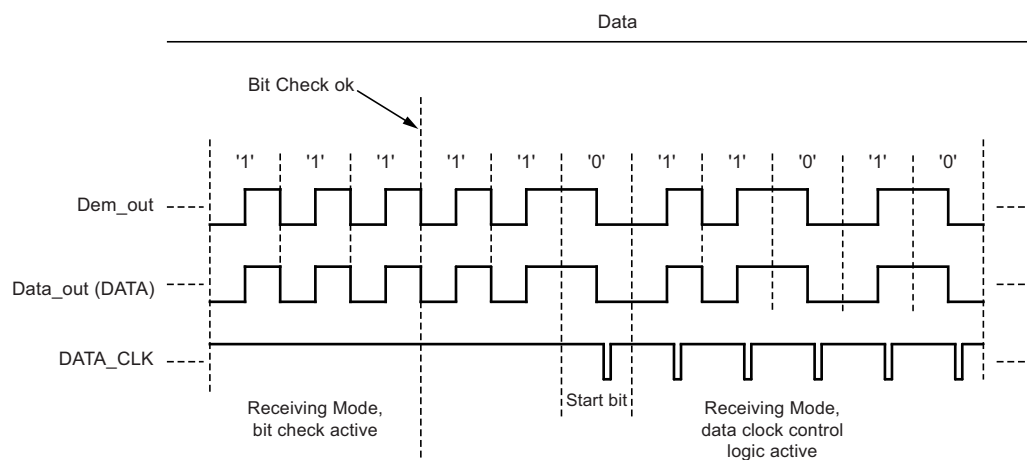 Data
Bit Check ok
'1' '1' '1' '1' '1' '0' '1' '1' '0' '1' '0'
Dem_out
Data_out (DATA)
DATA_CLK
Start bit
Receiving Mode,
bit check active
Receiving Mode,
data clock control
logic active